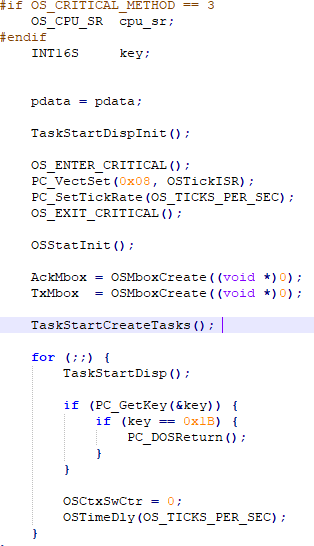 #if OS_CRITICAL_METHOD == 3
    OS_CPU_SR  cpu_sr;
#endif
    INT16S     key;

    pdata = pdata;

    TaskStartDispInit();

    OS_ENTER_CRITICAL();
    PC_VectSet(0x08, OSTickISR);
    PC_SetTickRate(OS_TICKS_PER_SEC);
    OS_EXIT_CRITICAL();

    OSStatInit();

    AckMbox = OSMboxCreate((void *)0);
    TxMbox  = OSMboxCreate((void *)0);

    TaskStartCreateTasks();

    for (;;) {
        TaskStartDisp();

        if (PC_GetKey(&key)) {
            if (key == 0x1B) {
                PC_DOSReturn();
            }
        }

        OSCtxSwCtr = 0;
        OSTimeDly(OS_TICKS_PER_SEC);
    }